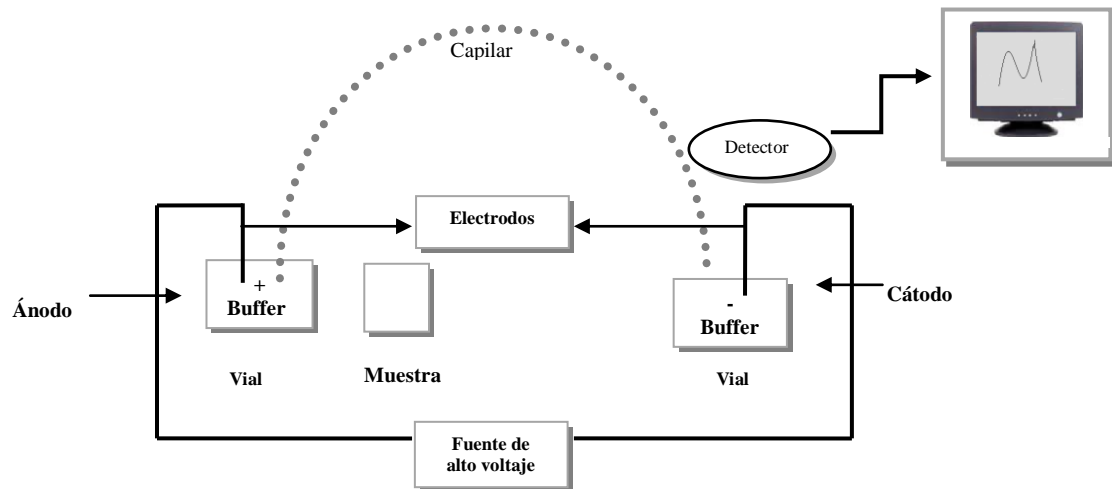 Capilar
Detector
Electrodos
+
Buffer
Ánodo
-
Buffer
Cátodo
Vial
Muestra
Vial
Fuente de
alto voltaje